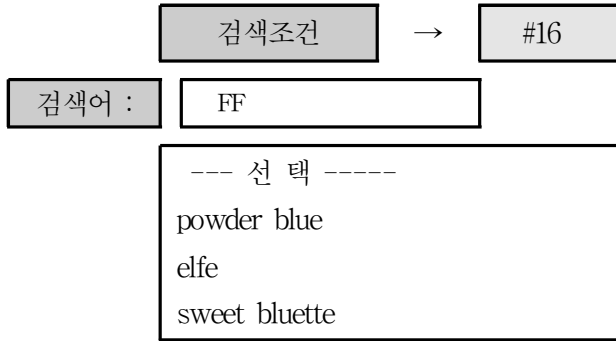 검색조건 → #16
검색어 : FF
--- 선 택 -----
powder blue
elfe
sweet bluette